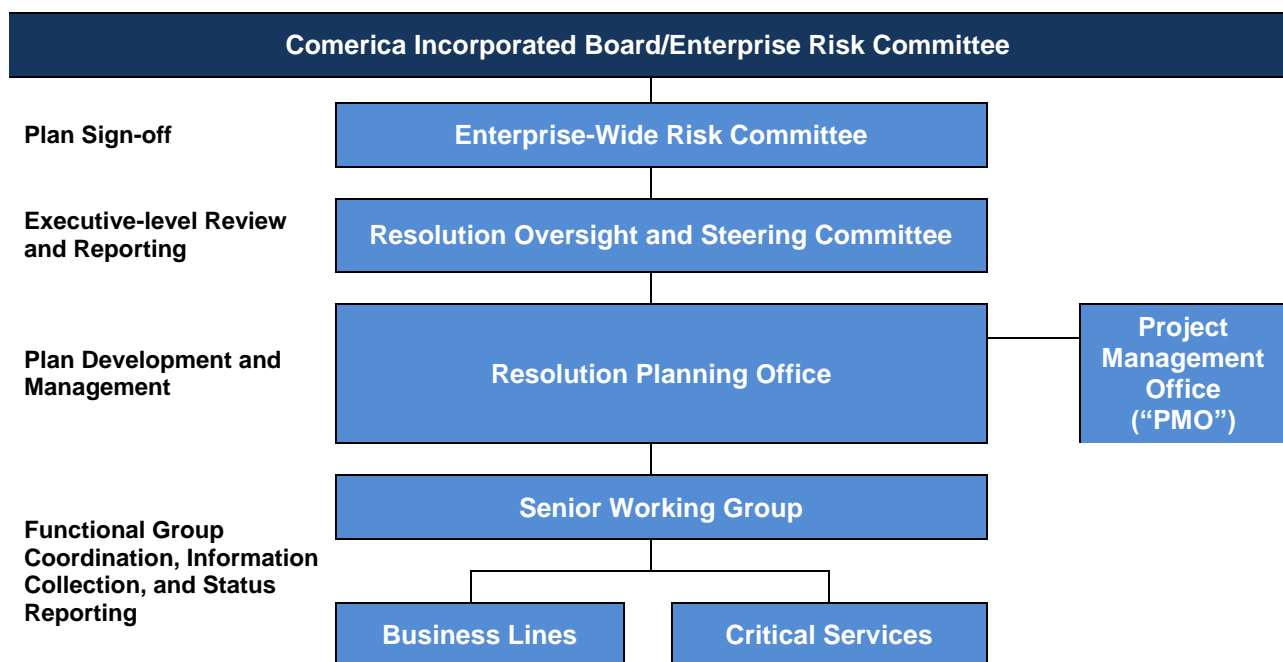 Comerica Incorporated Board/Enterprise Risk Committee
Plan Sign-off
Enterprise-Wide Risk Committee
Executive-level Review
and Reporting
Resolution Oversight and Steering Committee
Plan Development and
Management
Resolution Planning Office
Project
Management
Office
(“PMO”)
Functional Group
Coordination, Information
Collection, and Status
Reporting
Senior Working Group
Business Lines
Critical Services